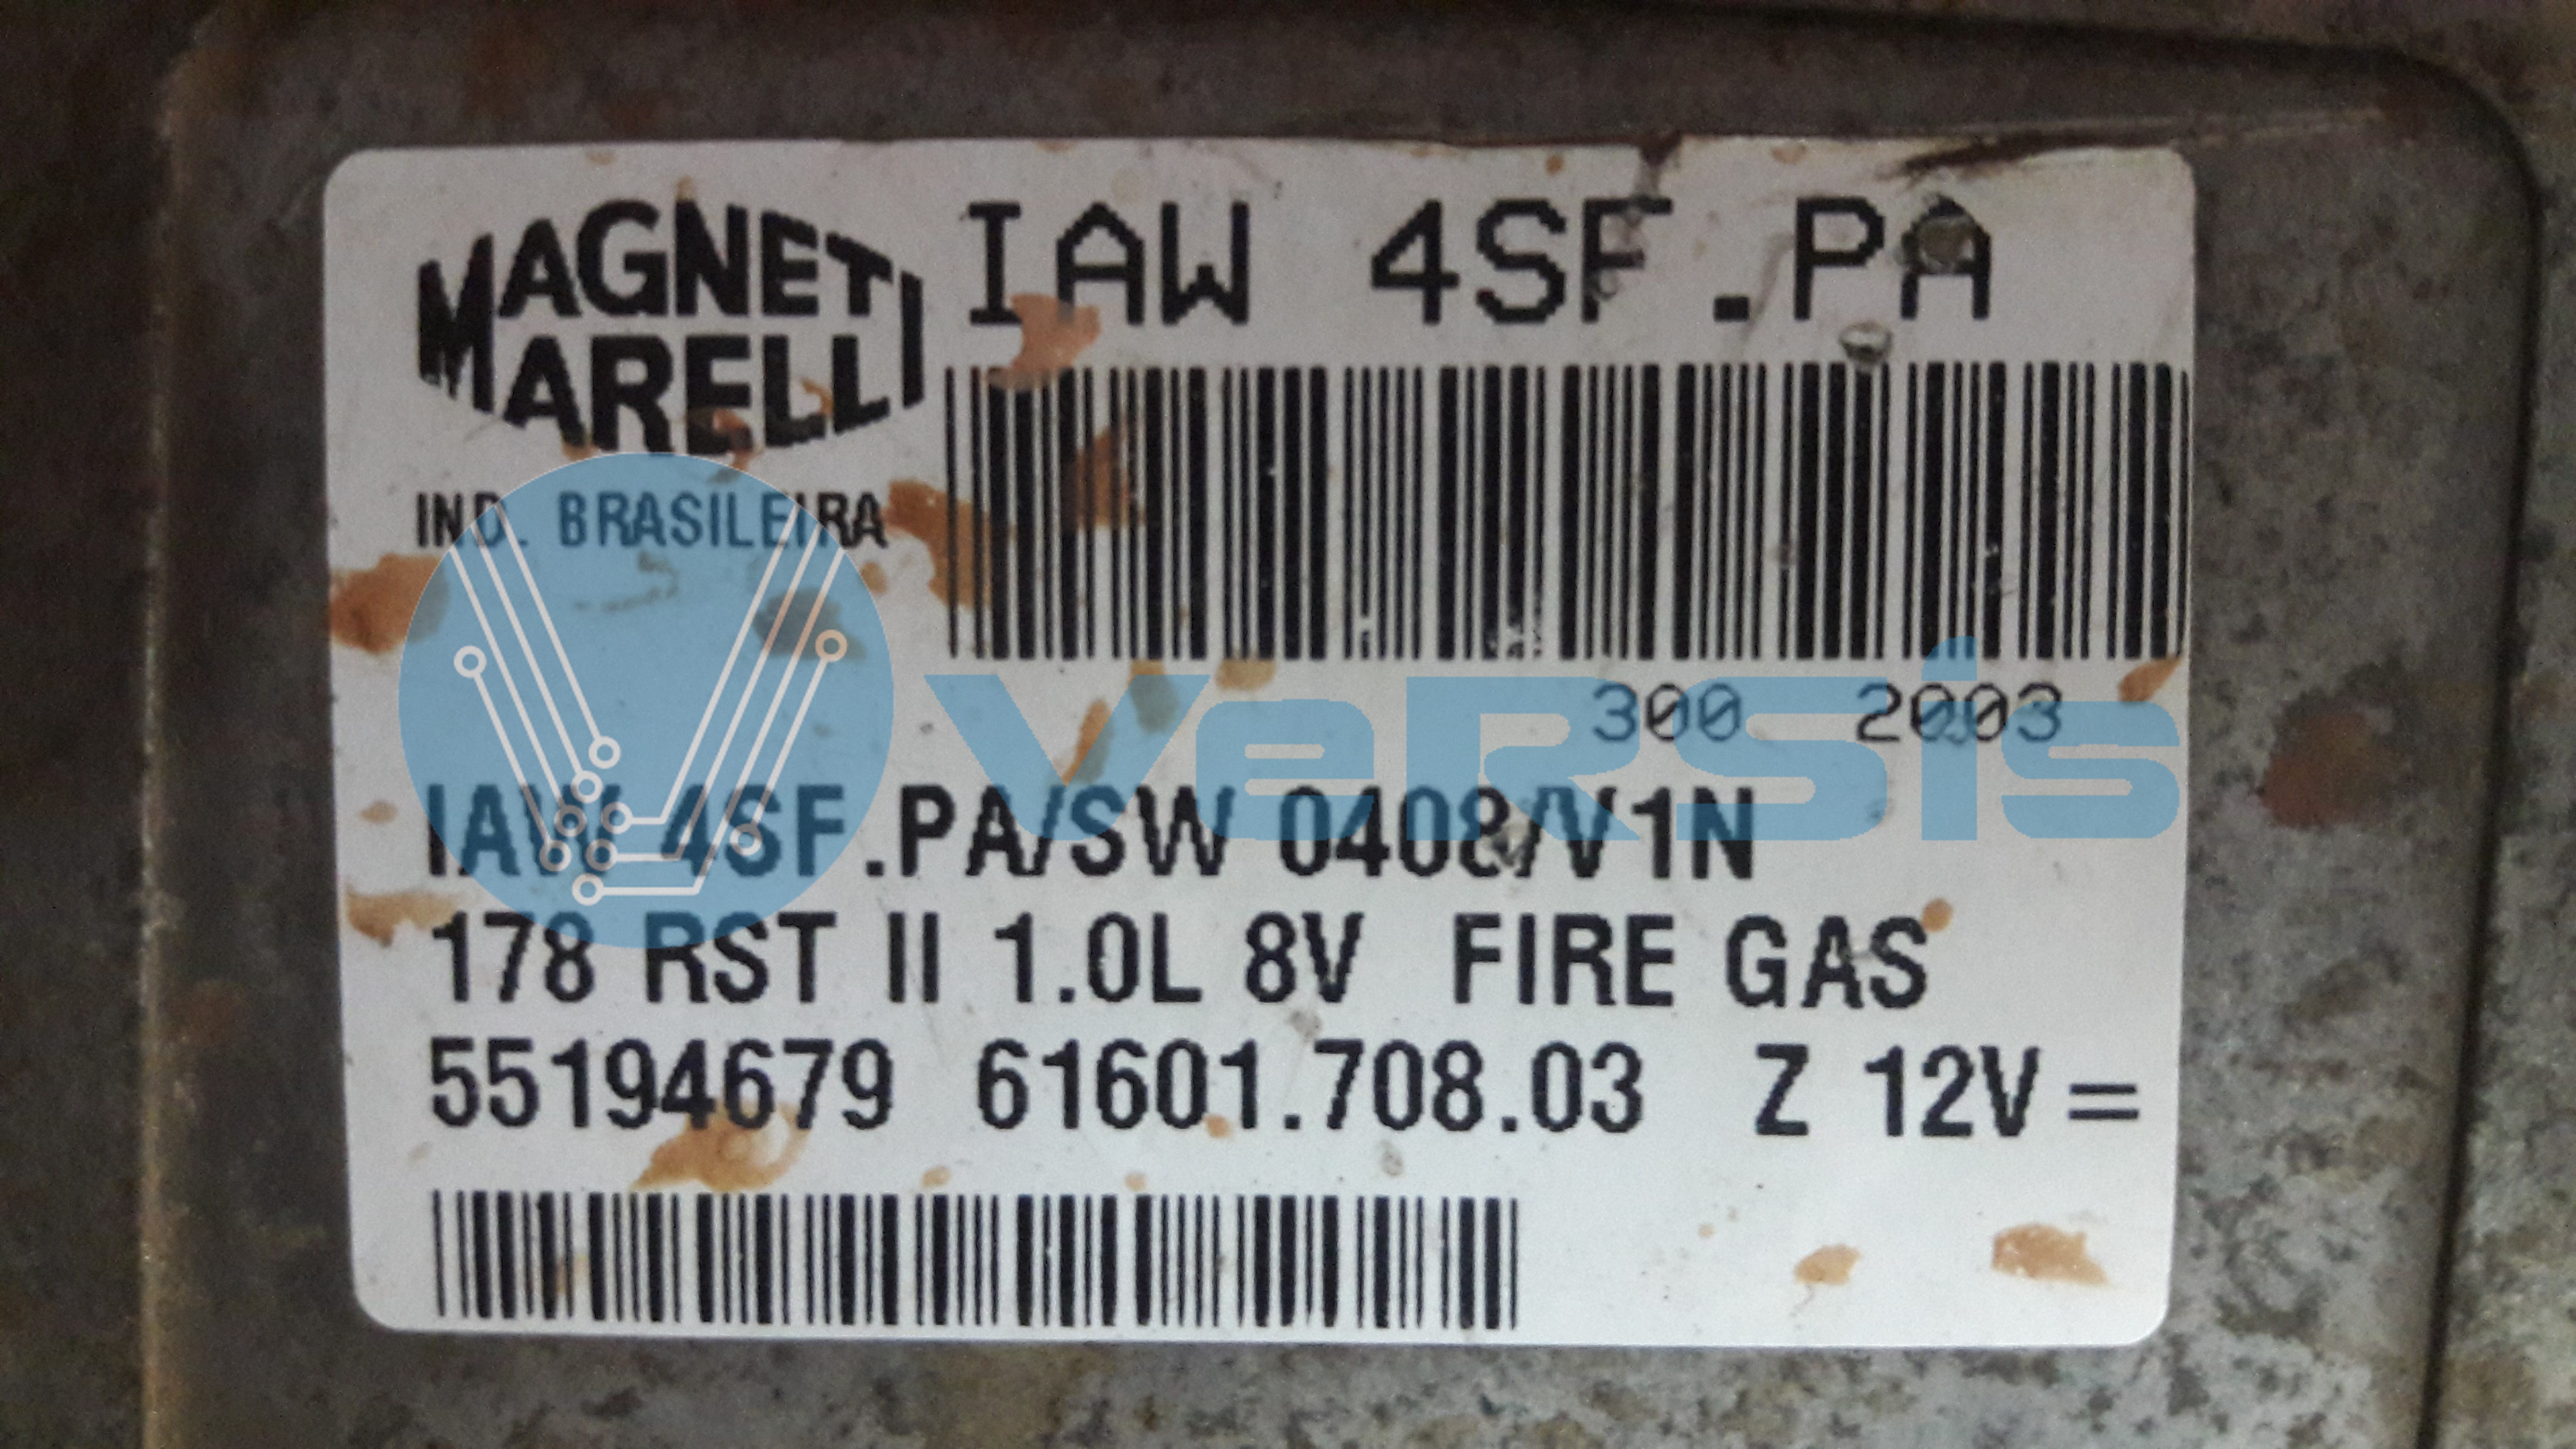 MAGNETI MARELLI
IAW 4SF.PA
IND. BRASILEIRA
300 2003
VeRSis
IAW 4SF.PA/SW 0408/V1N
178 RST II 1.0L 8V FIRE GAS
55194679 61601.708.03 Z 12V=